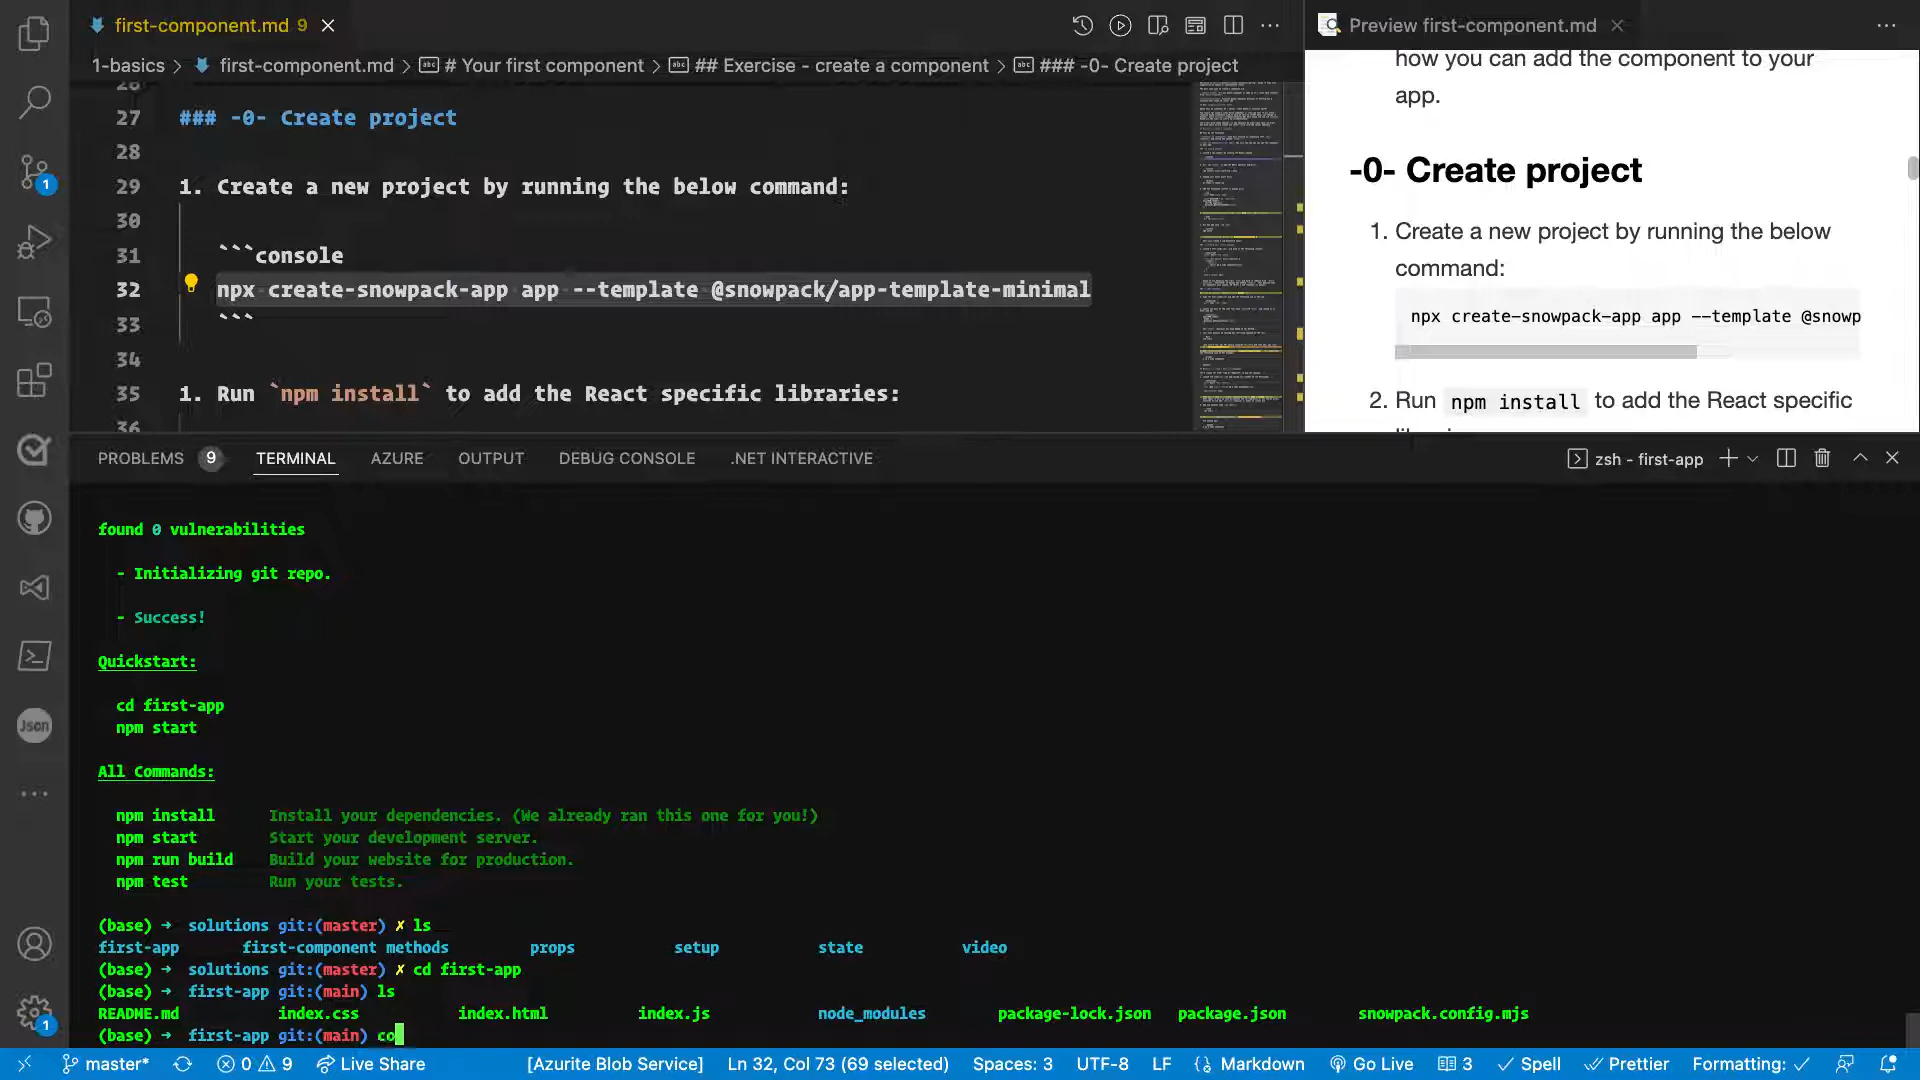 first-component.md 9
Preview first-component.md
1-basics > first-component.md > # Your first component > ## Exercise - create a component > ### -0- Create project
27 ### -0- Create project
28
29 1. Create a new project by running the below command:
30
31 ```console
32 npx create-snowpack-app app --template @snowpack/app-template-minimal
33 ```
34
35 1. Run `npm install` to add the React specific libraries:
36
how you can add the component to your
app.
-0- Create project
1. Create a new project by running the below
command:
npx create-snowpack-app app --template @snowp
2. Run npm install to add the React specific
PROBLEMS 9 TERMINAL AZURE OUTPUT DEBUG CONSOLE .NET INTERACTIVE
zsh - first-app
found 0 vulnerabilities
- Initializing git repo.
- Success!
Quickstart:
cd first-app
npm start
All Commands:
npm install Install your dependencies. (We already ran this one for you!)
npm start Start your development server.
npm run build Build your website for production.
npm test Run your tests.
(base) → solutions git:(master) ✗ ls
first-app first-component methods props setup state video
(base) → solutions git:(master) ✗ cd first-app
(base) → first-app git:(main) ls
README.md index.css index.html index.js node_modules package-lock.json package.json snowpack.config.mjs
(base) → first-app git:(main) co
1
Json
1
master* 0 9 Live Share [Azurite Blob Service] Ln 32, Col 73 (69 selected) Spaces: 3 UTF-8 LF Markdown Go Live 3 Spell Prettier Formatting: ✓